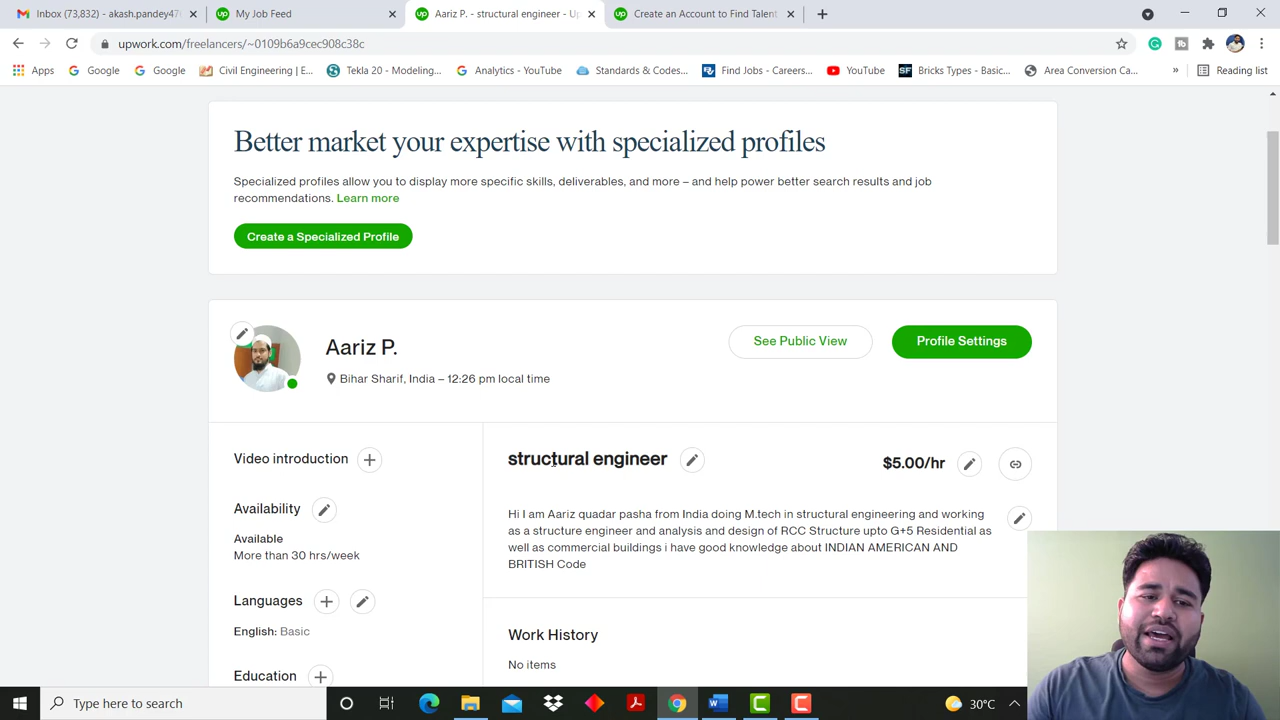 Inbox (73,832) - akash.pandey47
My Job Feed
Aariz P. - structural engineer - Up
Create an Account to Find Talent
upwork.com/freelancers/~0109b6a9cec908c38c
Apps
Google
Google
Civil Engineering | E...
Tekla 20 - Modeling...
Analytics - YouTube
Standards & Codes...
Find Jobs - Careers...
YouTube
Bricks Types - Basic...
Area Conversion Ca...
»
Reading list
Better market your expertise with specialized profiles
Specialized profiles allow you to display more specific skills, deliverables, and more – and help power better search results and job
recommendations. Learn more
Create a Specialized Profile
Aariz P.
Bihar Sharif, India – 12:26 pm local time
See Public View
Profile Settings
Video introduction
Availability
Available
More than 30 hrs/week
Languages
English: Basic
Education
structural engineer
$5.00/hr
Hi I am Aariz quadar pasha from India doing M.tech in structural engineering and working
as a structure engineer and analysis and design of RCC Structure upto G+5 Residential as
well as commercial buildings i have good knowledge about INDIAN AMERICAN AND
BRITISH Code
Work History
No items
Type here to search
30°C